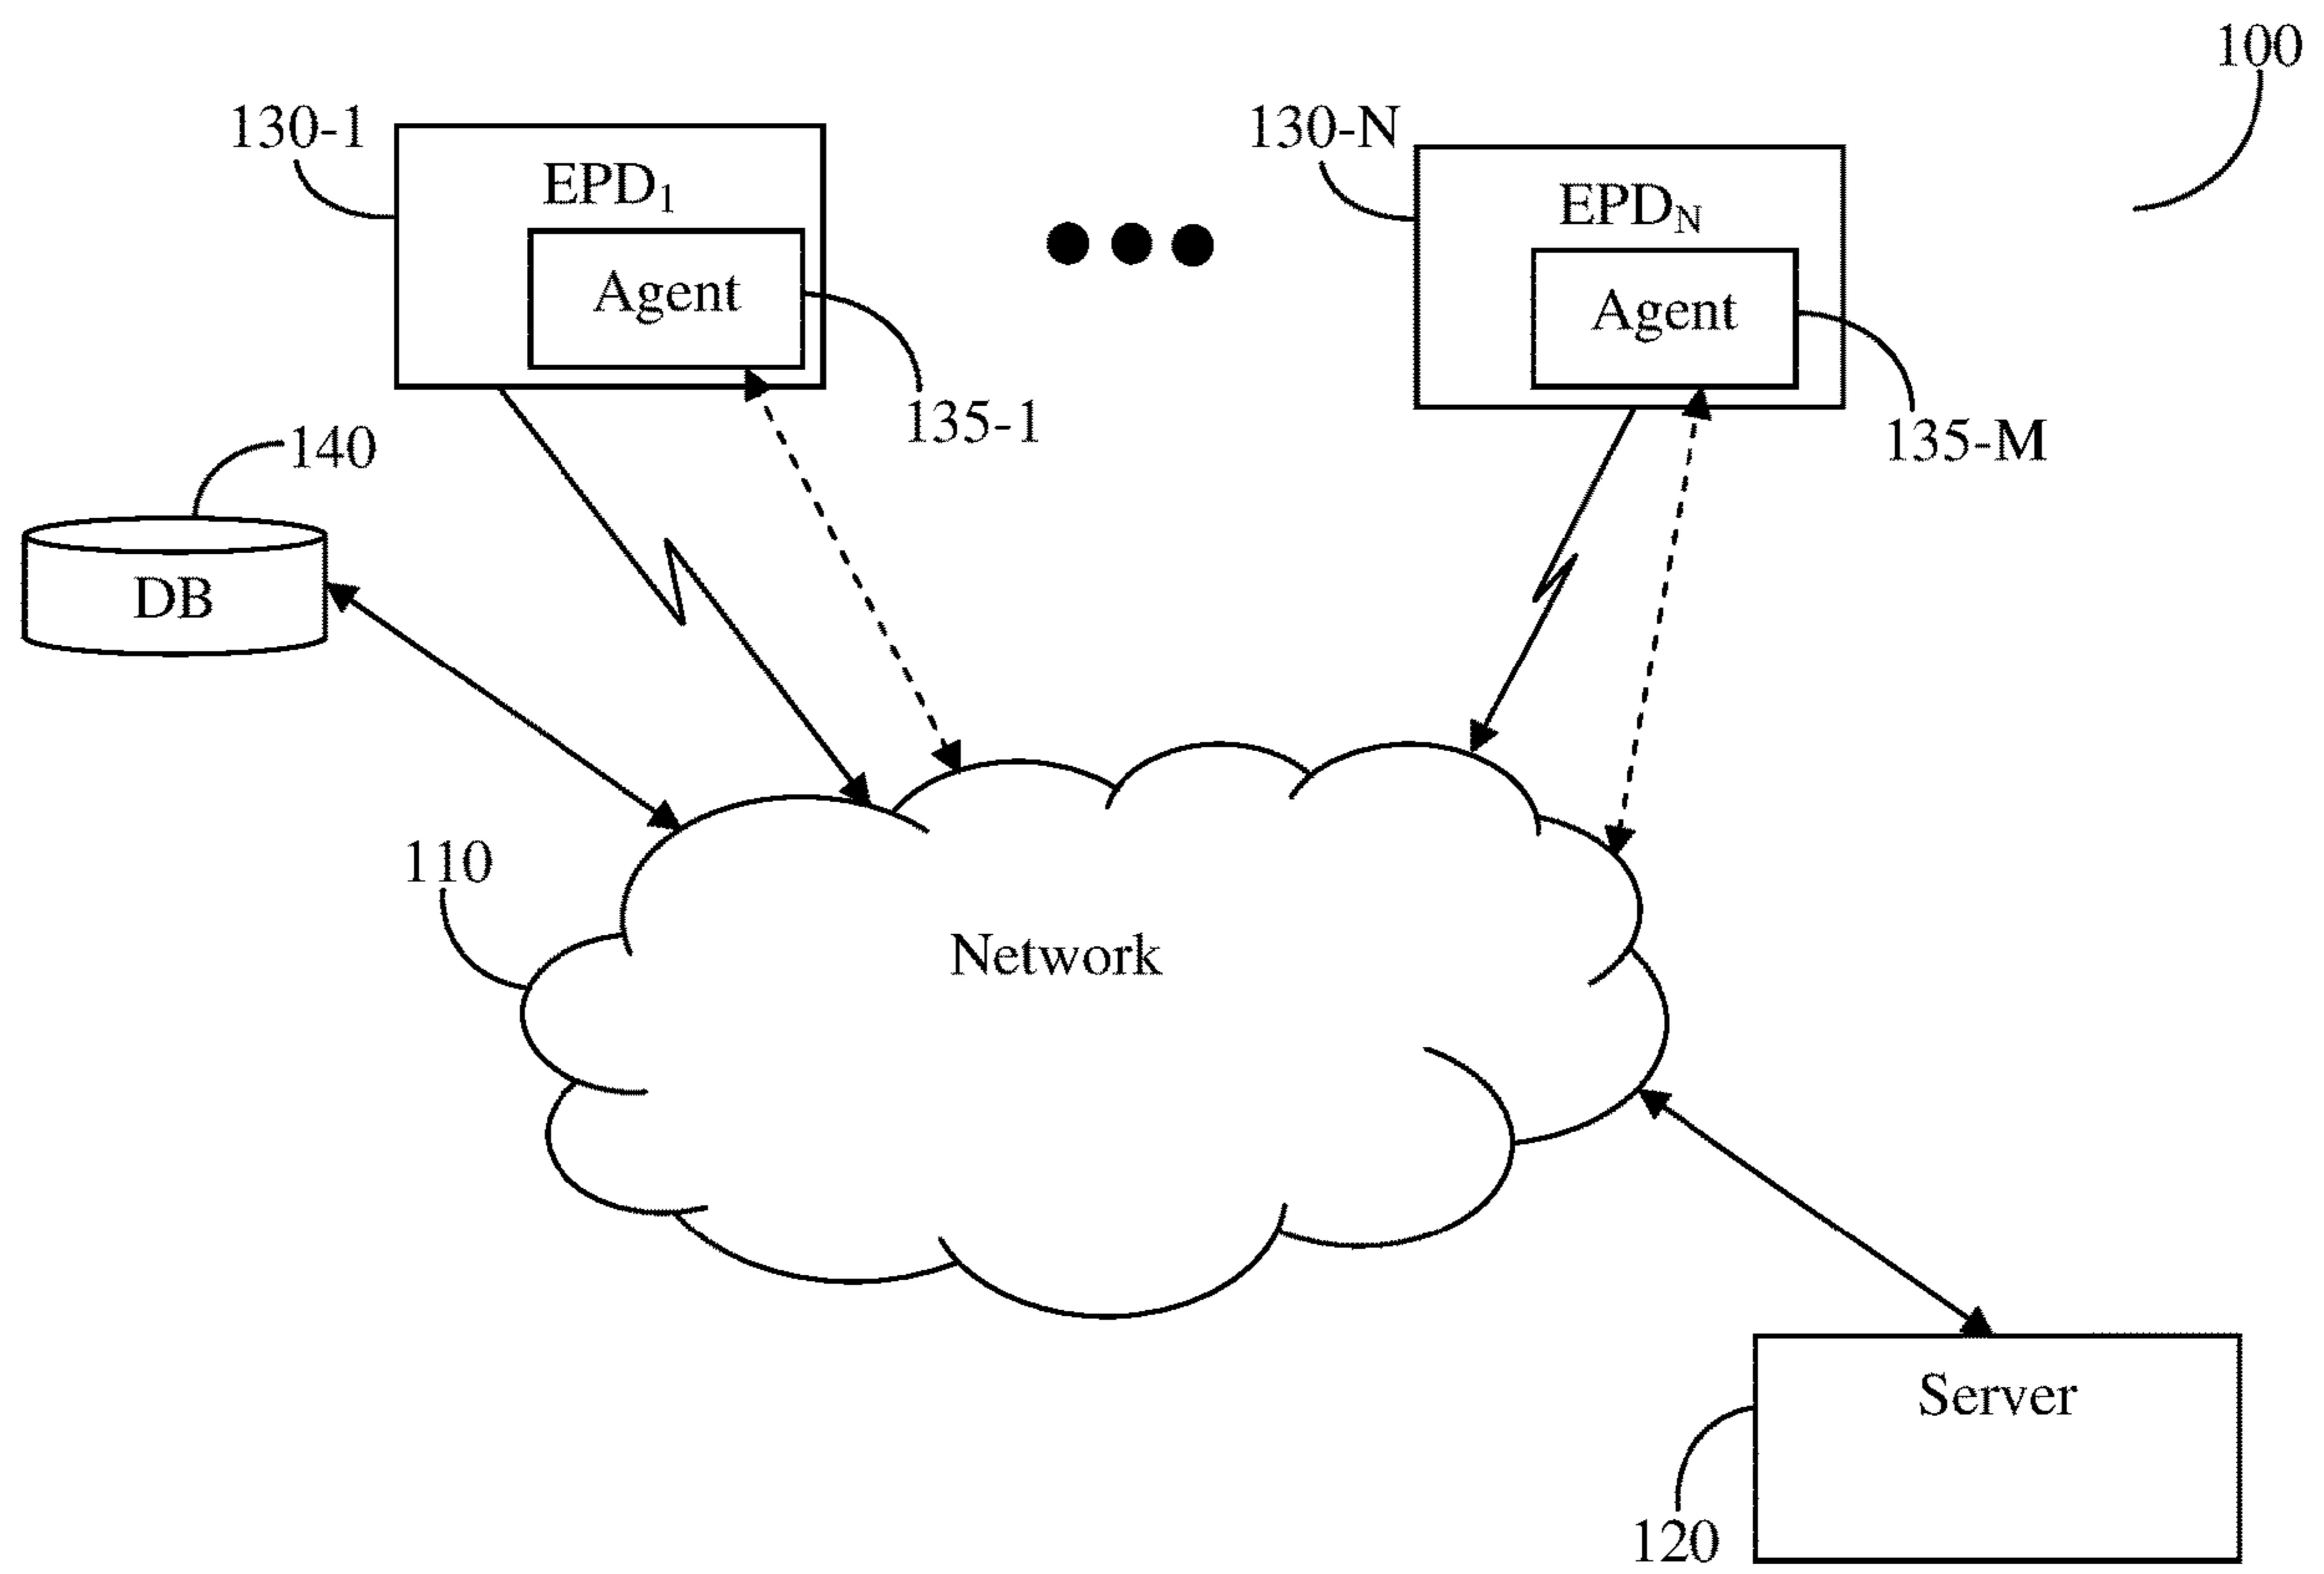 100
130-1
130-N
EPD₁
EPDN
Agent
Agent
135-1
135-M
140
DB
110
Network
Server
120